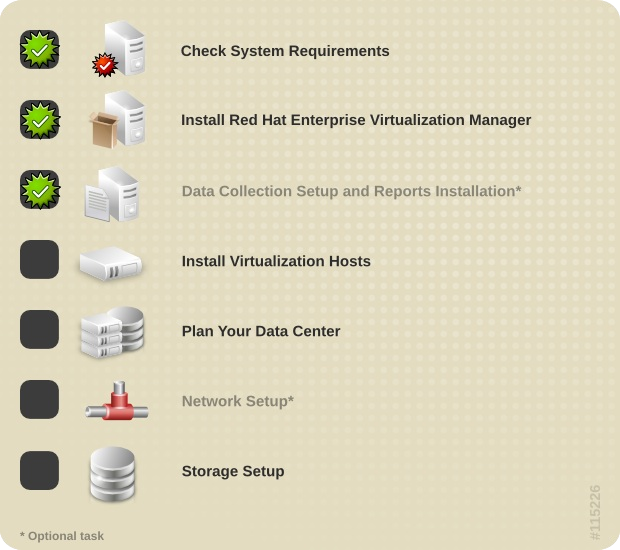 Check System Requirements
Install Red Hat Enterprise Virtualization Manager
Data Collection Setup and Reports Installation*
Install Virtualization Hosts
Plan Your Data Center
Network Setup*
Storage Setup
* Optional task
#115226